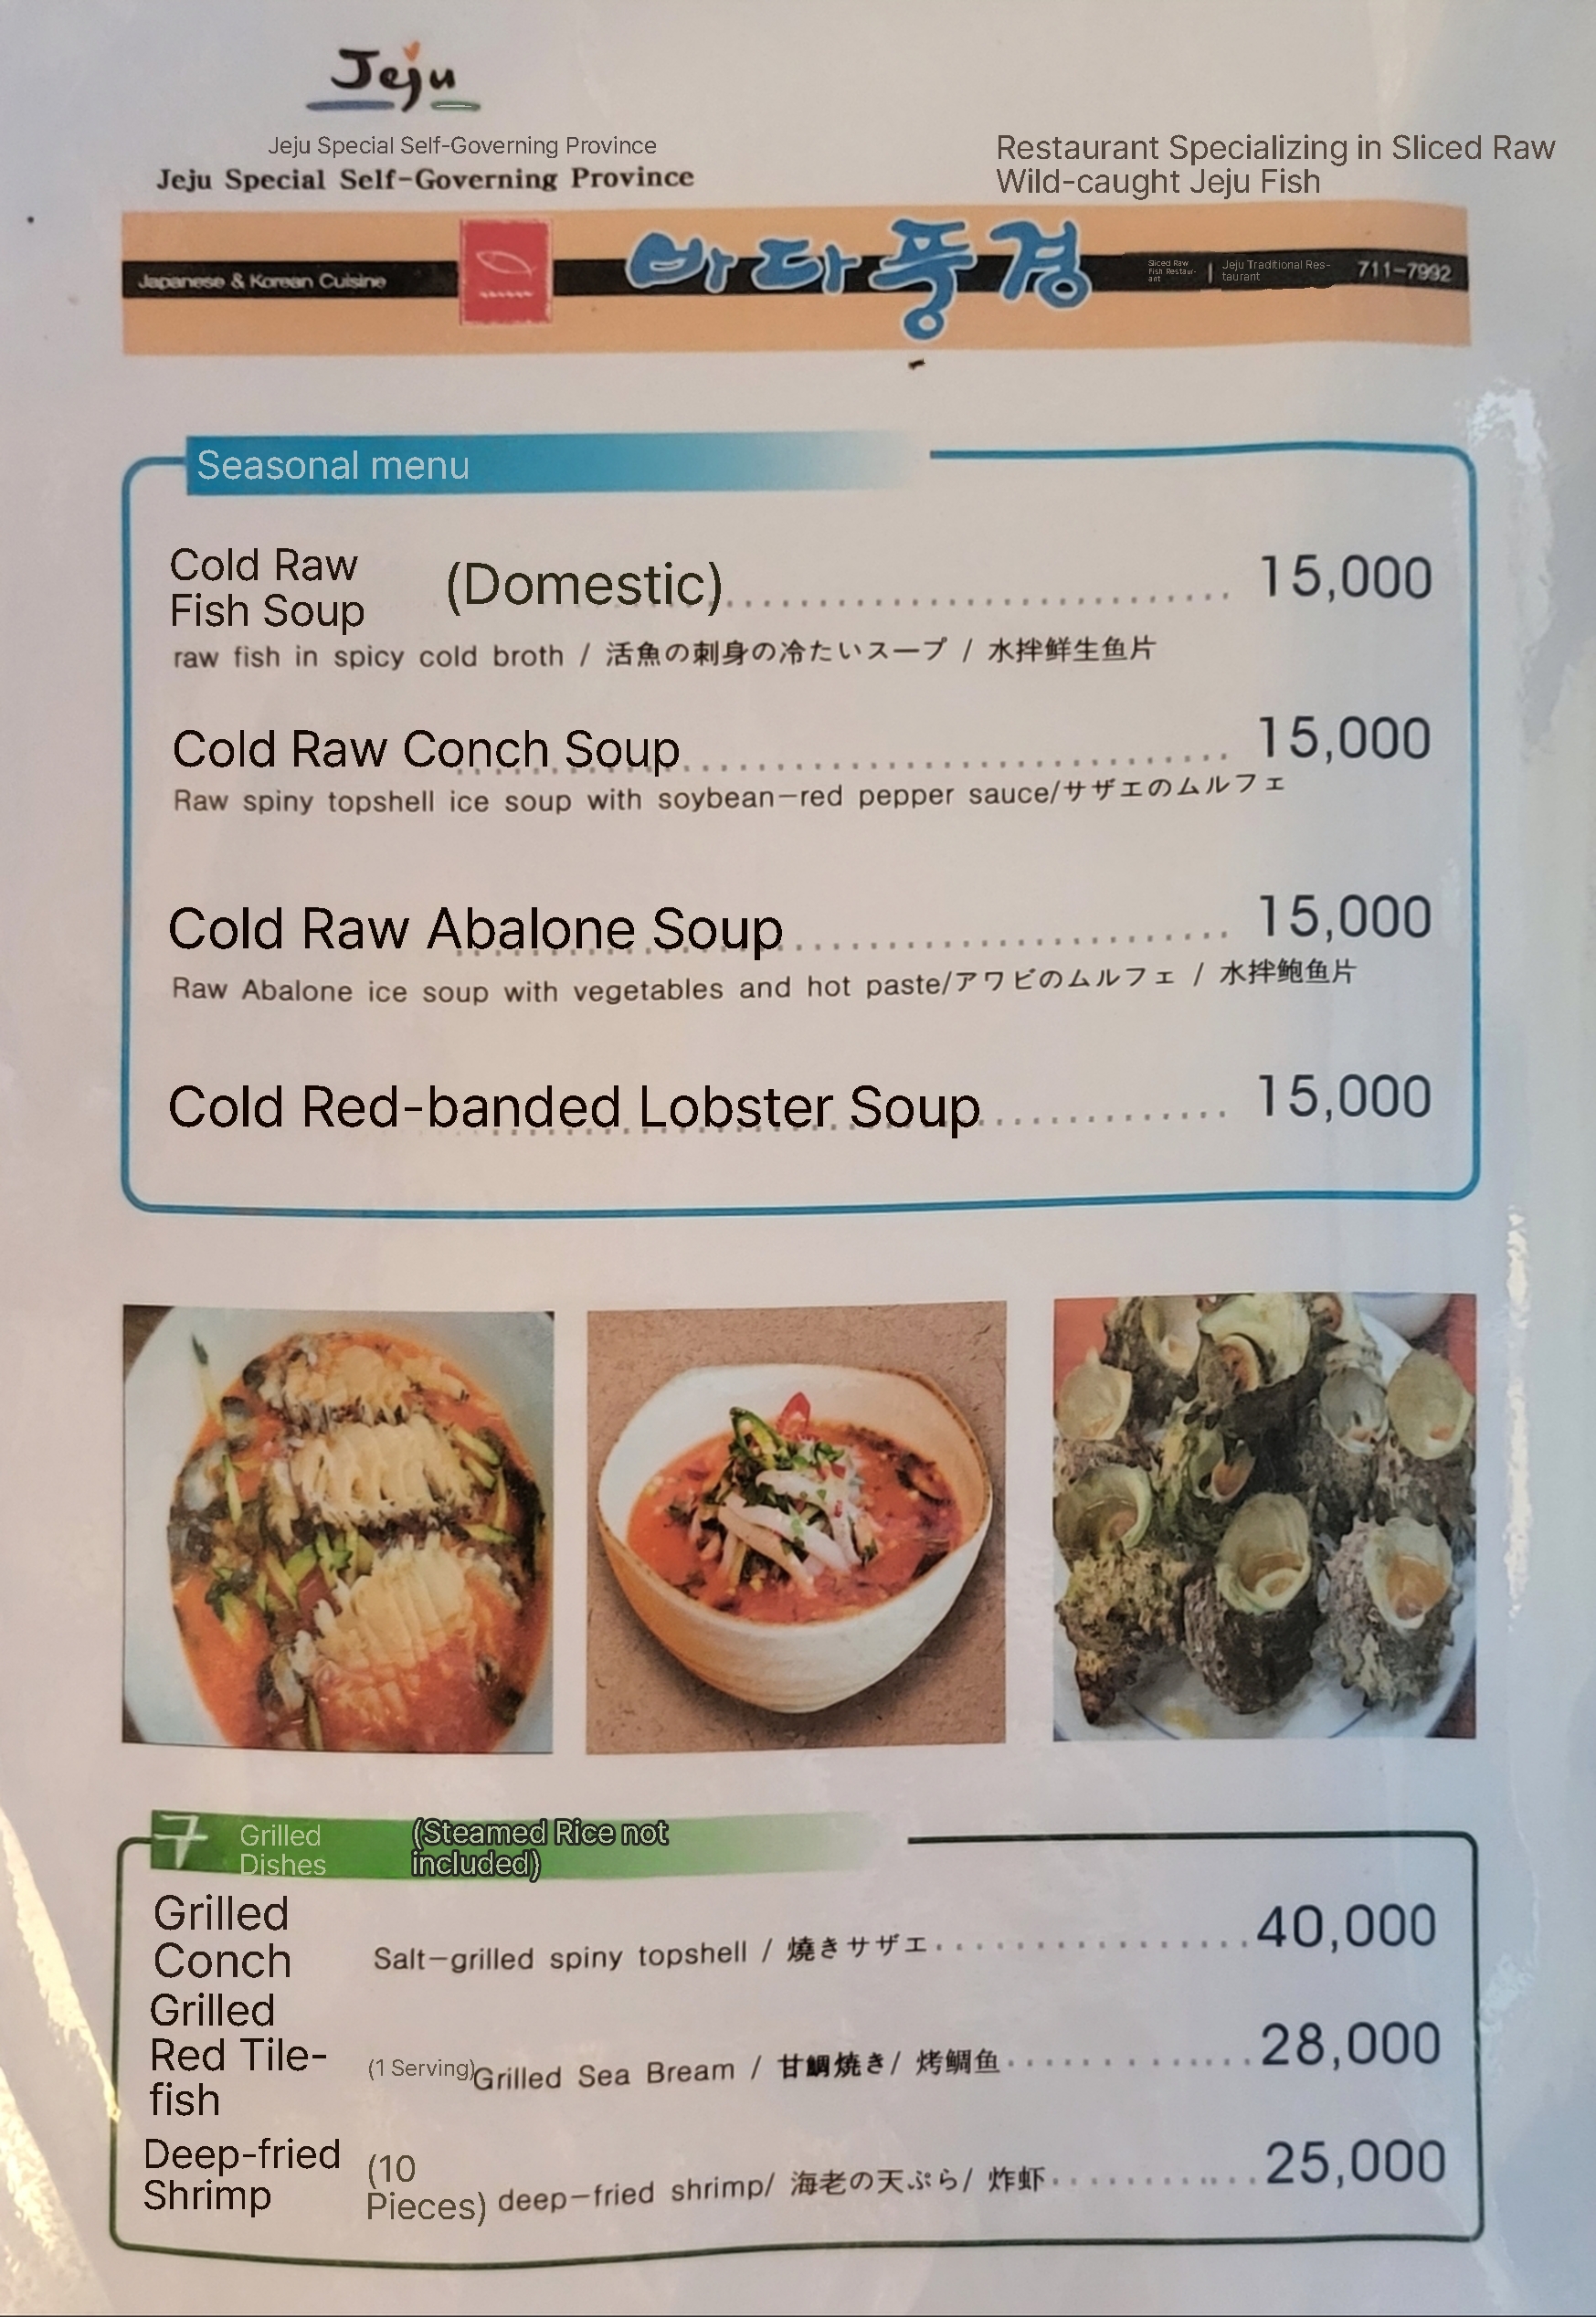 Jeju
Jeju Special Self-Governing Province
Jeju Special Self-Governing Province
Restaurant Specializing in Sliced Raw
Wild-caught Jeju Fish
Japanese & Korean Cuisine
바다풍경
Sliced Raw
Fish Restaur-
ant
|
Jeju Traditional Res-
taurant
711-7992
Seasonal menu
Cold Raw
Fish Soup
(Domestic) 15,000
raw fish in spicy cold broth / 活魚の刺身の冷たいスープ / 水拌鲜生鱼片
Cold Raw Conch Soup 15,000
Raw spiny topshell ice soup with soybean-red pepper sauce/サザエのムルフェ
Cold Raw Abalone Soup 15,000
Raw Abalone ice soup with vegetables and hot paste/アワビのムルフェ / 水拌鲍鱼片
Cold Red-banded Lobster Soup 15,000
구
Grilled
Dishes
(Steamed Rice not
included)
Grilled
Conch
Salt-grilled spiny topshell / 燒きサザエ 40,000
Grilled
Red Tile-
fish
(1 Serving) Grilled Sea Bream / 甘鯛焼き/ 烤鲷鱼 28,000
Deep-fried
Shrimp
(10
Pieces) deep-fried shrimp/ 海老の天ぷら/ 炸虾 25,000